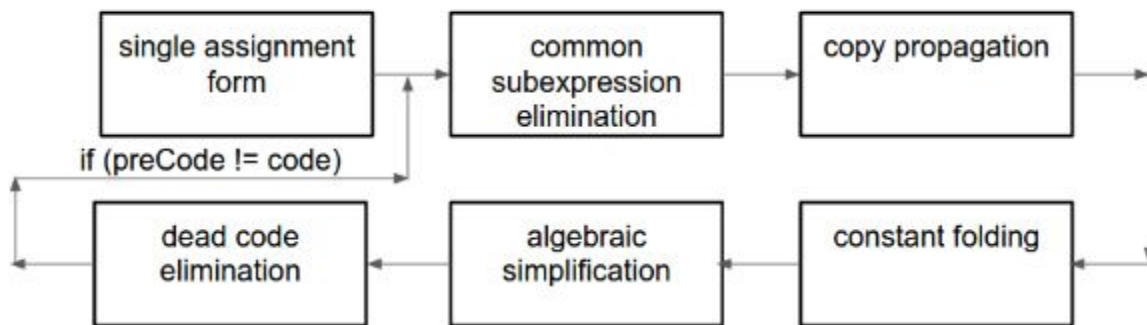 single assignment
form
common
subexpression
elimination
copy propagation
if (preCode != code)
dead code
elimination
algebraic
simplification
constant folding